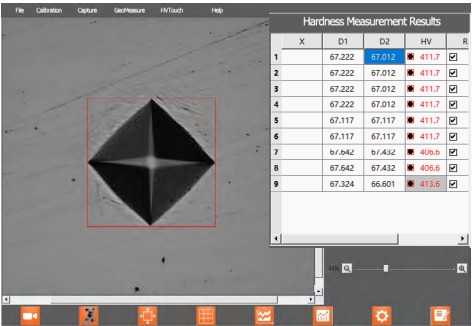 File Calibration Capture GeoMeasure HVTouch Help
Hardness Measurement Results
X D1 D2 HV R
1 67.222 67.012 411.7
2 67.222 67.012 411.7
3 67.222 67.012 411.7
4 67.222 67.012 411.7
5 67.117 67.117 411.7
6 67.117 67.117 411.7
7 67.642 67.432 406.6
8 67.642 67.432 406.6
9 67.324 66.601 413.6